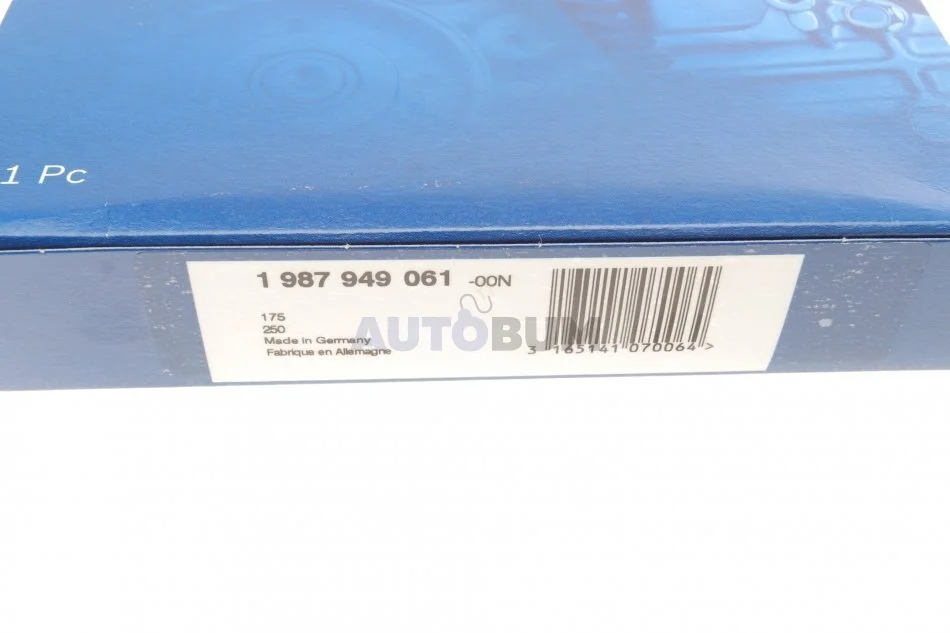 1 Pc
1 987 949 061 -00N
175
250
Made in Germany
Fabrique en Allemagne
AUTOBUM
3 165141 070064 >